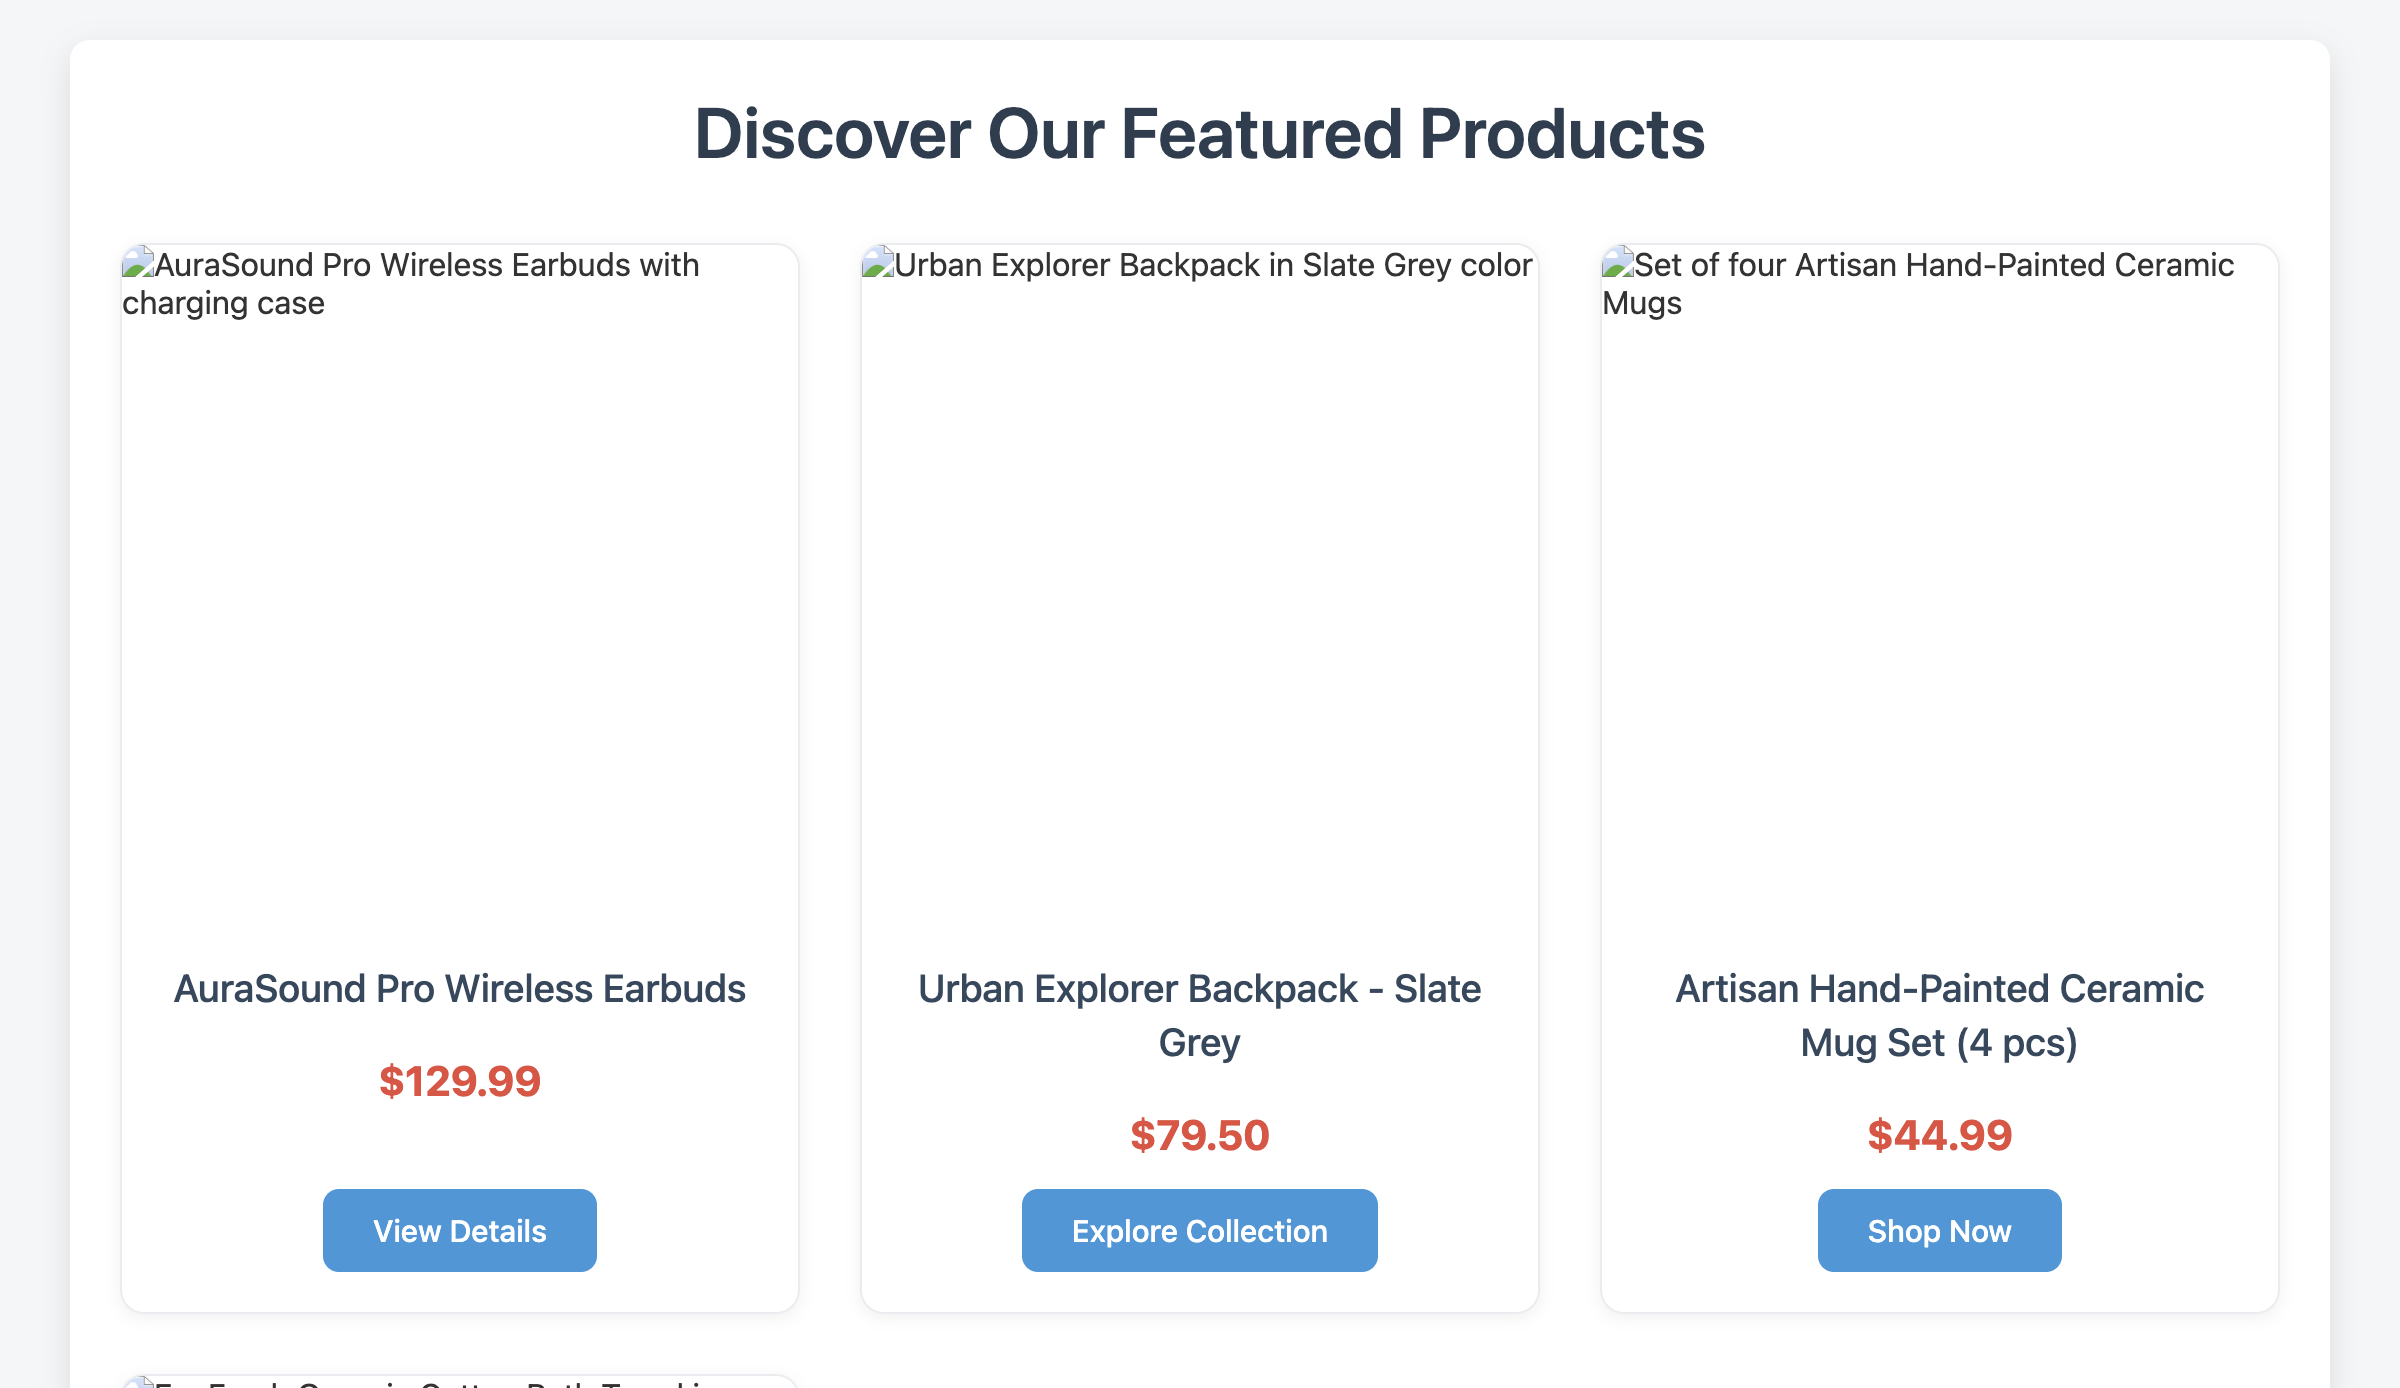 Discover Our Featured Products
AuraSound Pro Wireless Earbuds with
charging case
Urban Explorer Backpack in Slate Grey color
Set of four Artisan Hand-Painted Ceramic
Mugs
AuraSound Pro Wireless Earbuds
$129.99
View Details
Urban Explorer Backpack - Slate
Grey
$79.50
Explore Collection
Artisan Hand-Painted Ceramic
Mug Set (4 pcs)
$44.99
Shop Now